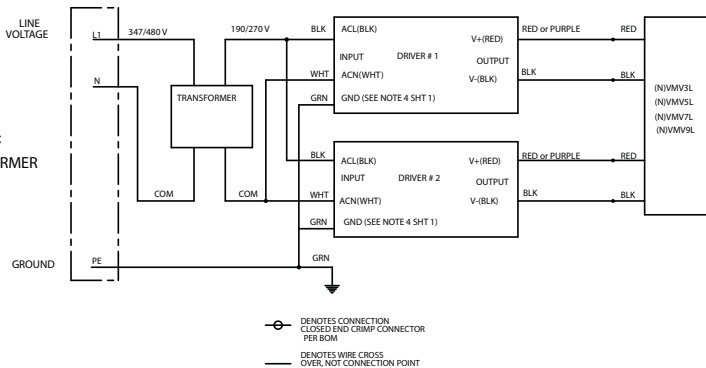 LINE
VOLTAGE
L1
347/480 V
190/270 V
BLK
ACL(BLK)
V+(RED)
RED or PURPLE
RED
INPUT
DRIVER # 1
OUTPUT
N
WHT
ACN(WHT)
V-(BLK)
BLK
BLK
TRANSFORMER
GRN
GND (SEE NOTE 4 SHT 1)
(N)VMV3L
(N)VMV5L
(N)VMV7L
(N)VMV9L
:
RMER
BLK
ACL(BLK)
V+(RED)
RED or PURPLE
RED
INPUT
DRIVER # 2
OUTPUT
COM
COM
WHT
ACN(WHT)
V-(BLK)
BLK
BLK
GRN
GND (SEE NOTE 4 SHT 1)
GROUND
PE
GRN
DENOTES CONNECTION
CLOSED END CRIMP CONNECTOR
PER BOM
DENOTES WIRE CROSS
OVER, NOT CONNECTION POINT